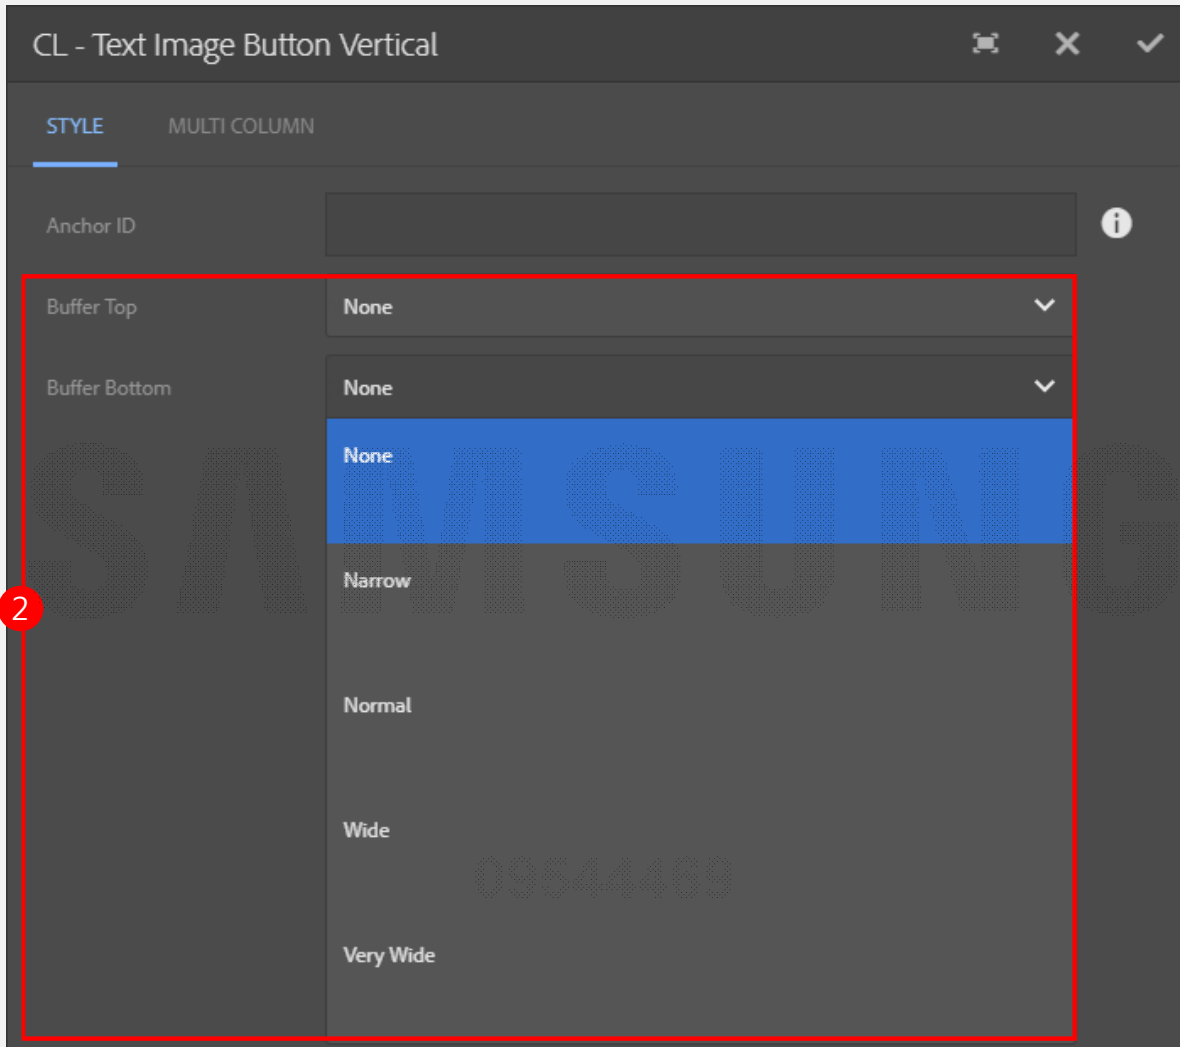 CL - Text Image Button Vertical
STYLE MULTI COLUMN
Anchor ID
Buffer Top None
Buffer Bottom None
None
SAMSUNG
Narrow
2
Normal
Wide
09544469
Very Wide